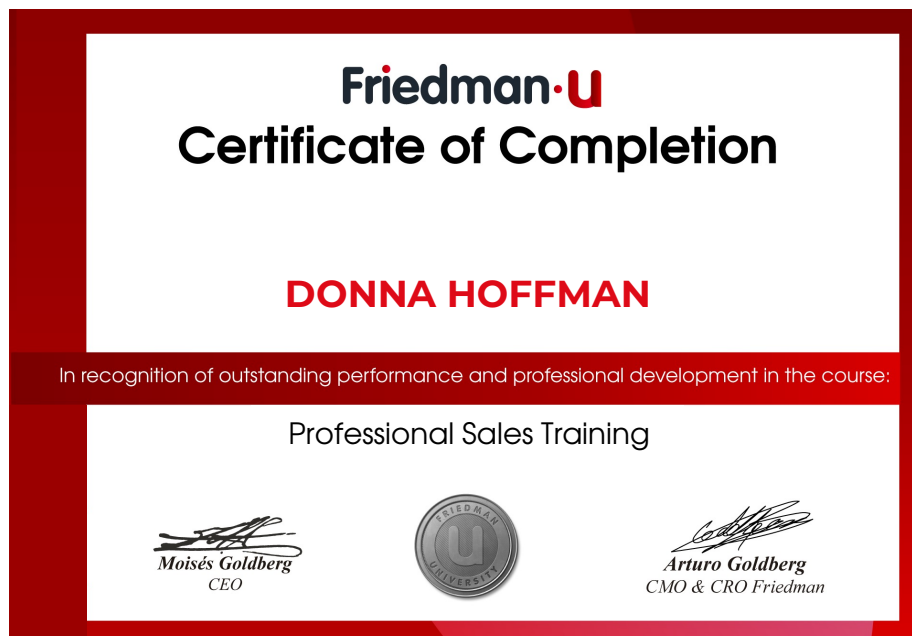 Friedman·U
Certificate of Completion
DONNA HOFFMAN
In recognition of outstanding performance and professional development in the course:
Professional Sales Training
FRIEDMAN
U
UNIVERSITY
Moisés Goldberg
CEO
Arturo Goldberg
CMO & CRO Friedman